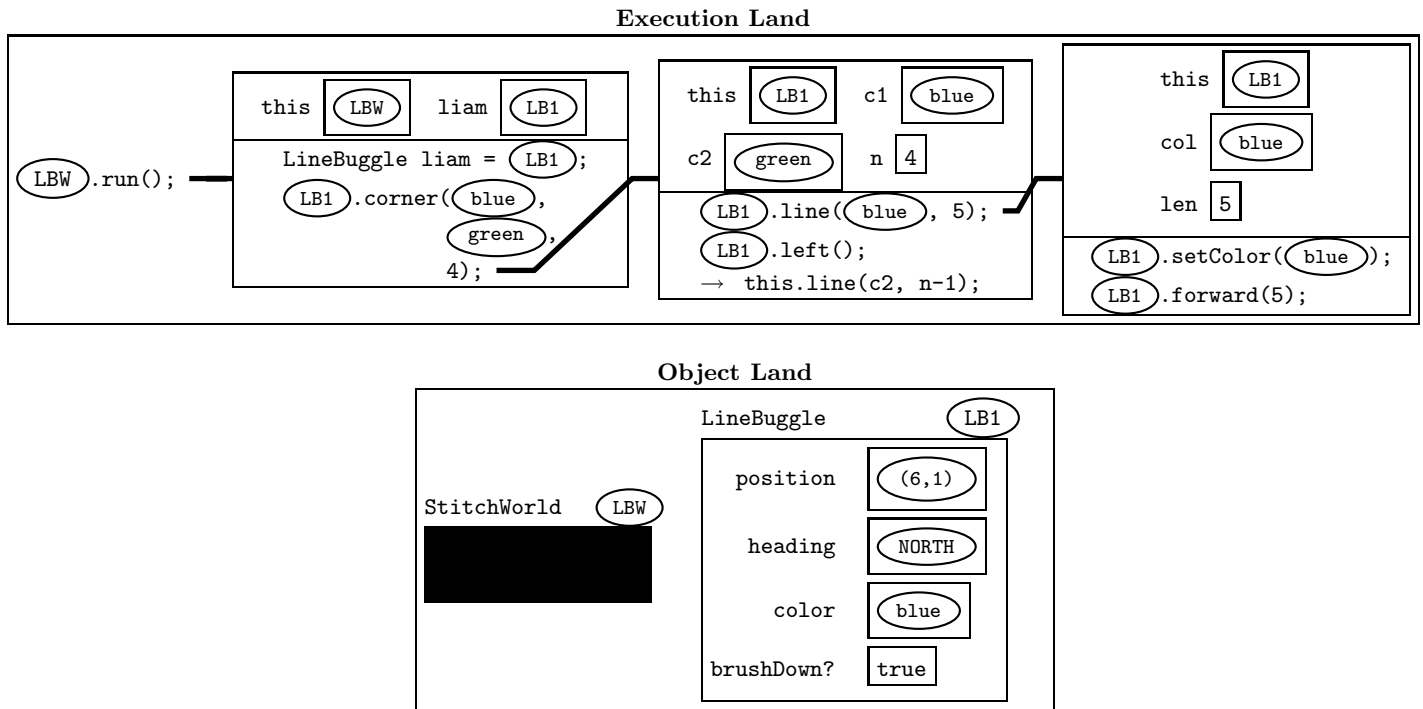 Execution Land
LBW.run();
this LBW liam LB1
LineBuggle liam = LB1;
LB1.corner(blue,
green,
4);
this LB1 c1 blue
c2 green n 4
LB1.line(blue, 5);
LB1.left();
→ this.line(c2, n-1);
this LB1
col blue
len 5
LB1.setColor(blue);
LB1.forward(5);
Object Land
StitchWorld LBW
LineBuggle LB1
position (6,1)
heading NORTH
color blue
brushDown? true